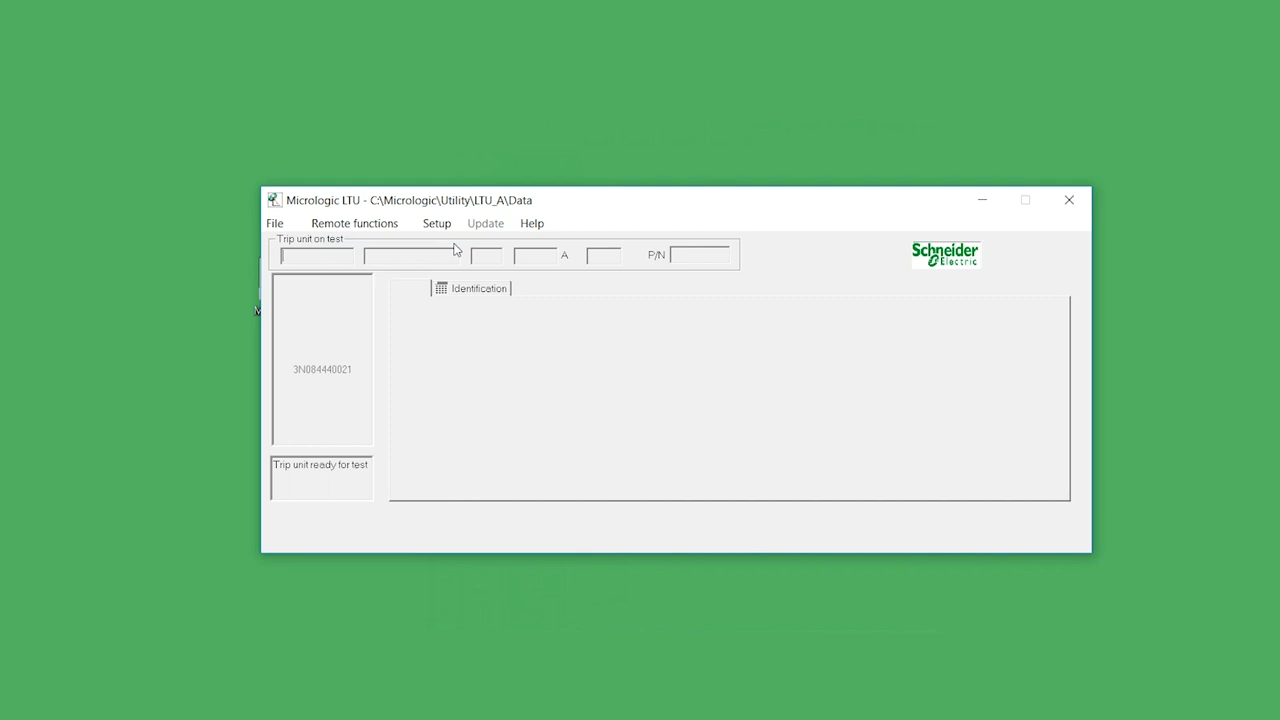 Micrologic LTU - C:\Micrologic\Utility\LTU_A\Data
File Remote functions Setup Update Help
Trip unit on test
A P/N
Schneider
Electric
Identification
3N084440021
Trip unit ready for test